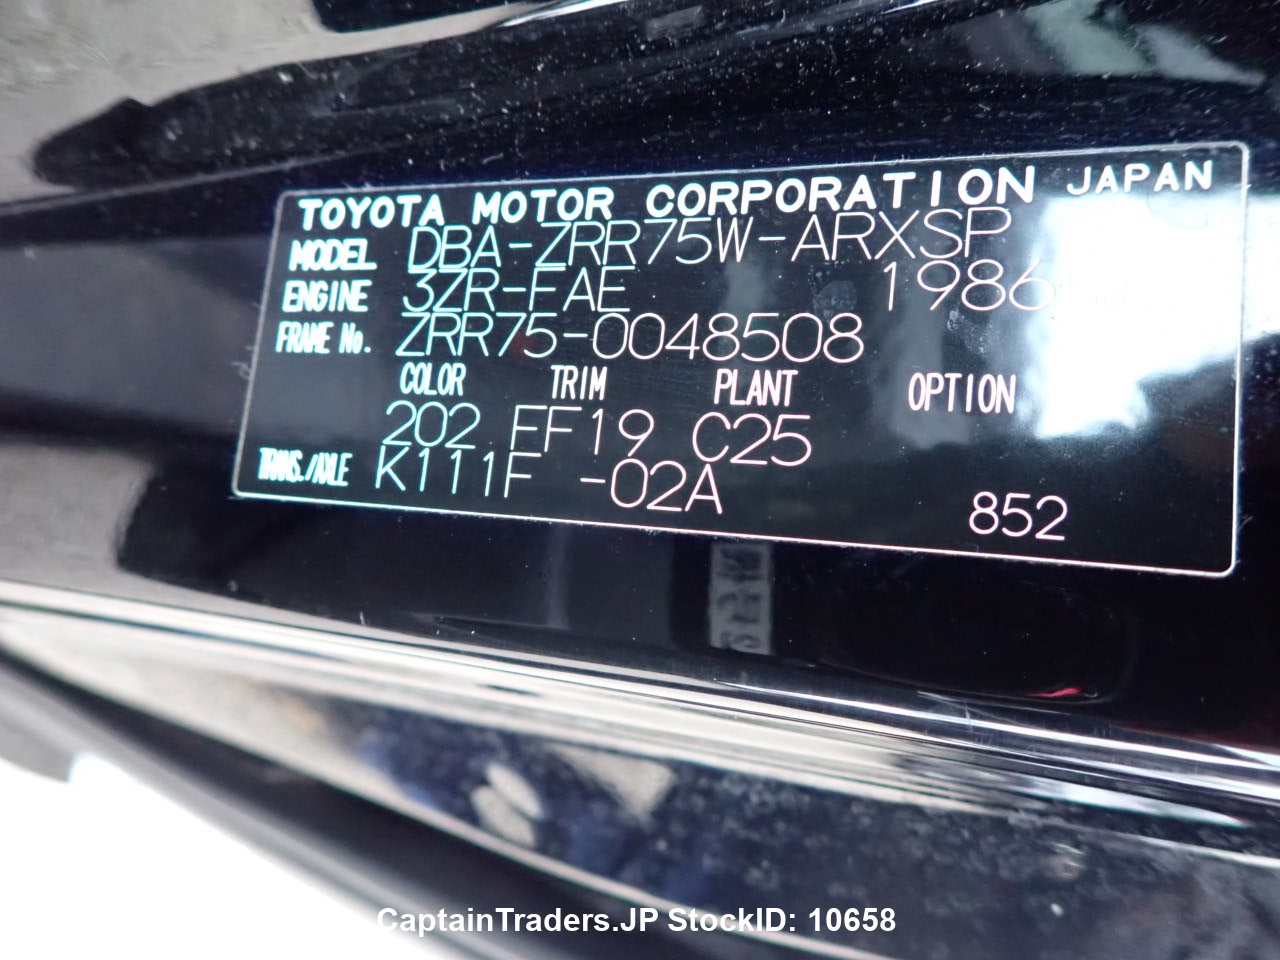 TOYOTA MOTOR CORPORATION JAPAN
MODEL DBA-ZRR75W-ARXSP
ENGINE 3ZR-FAE 1986
FRAME No. ZRR75-0048508
COLOR TRIM PLANT OPTION
202 FF19 C25
TRANS./AXLE K111F -02A
852
CaptainTraders.JP StockID: 10658